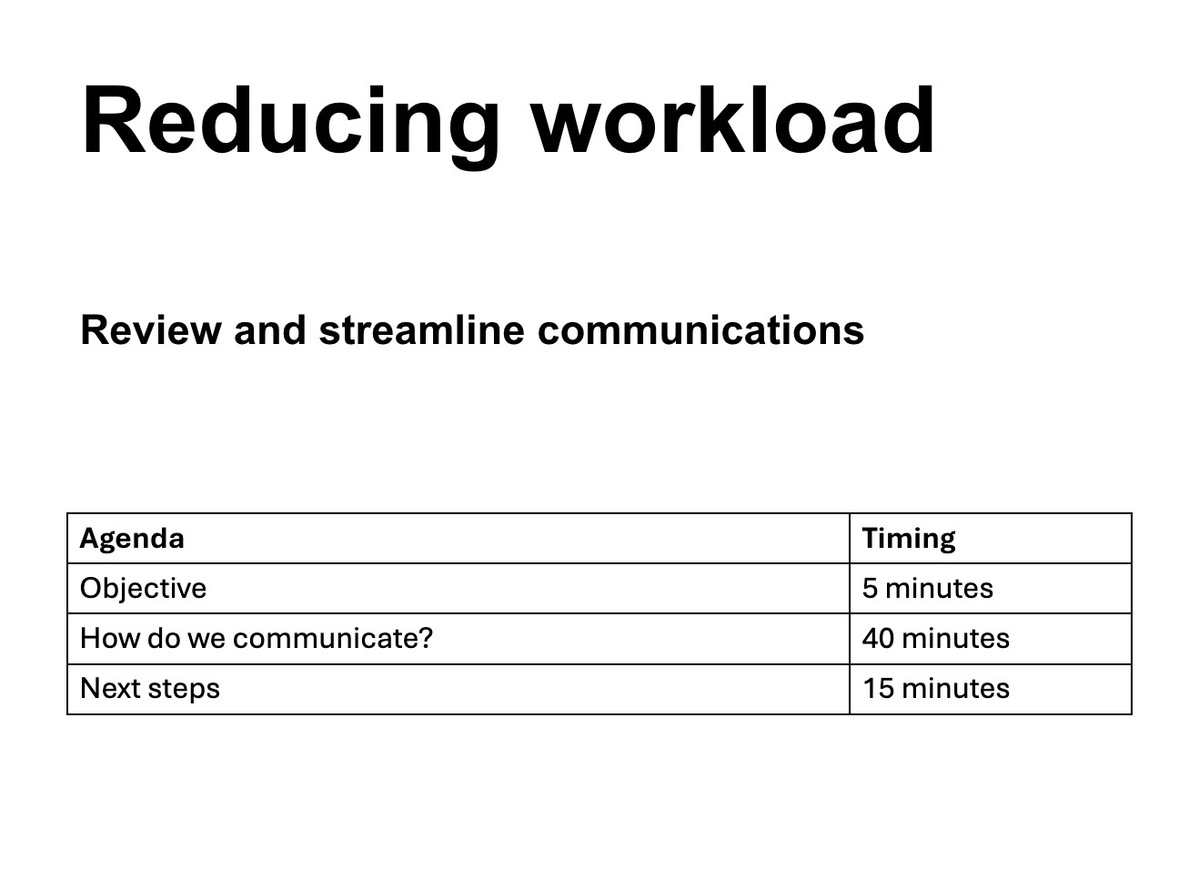 Reducing workload
Review and streamline communications
Agenda Timing
Objective 5 minutes
How do we communicate? 40 minutes
Next steps 15 minutes